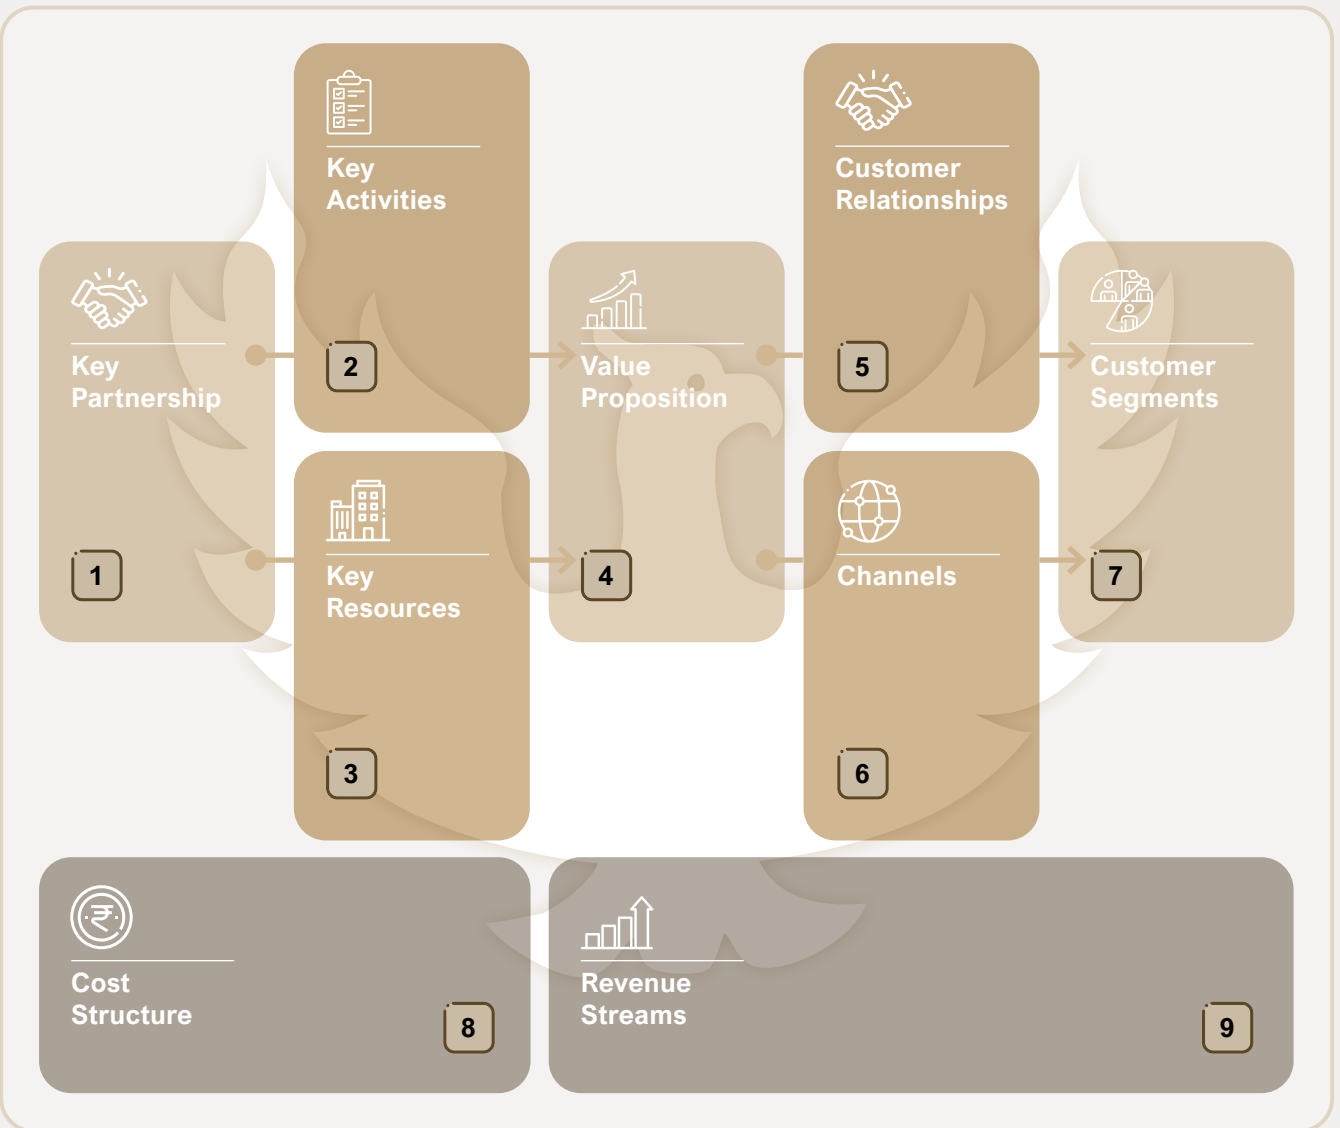 Key
Partnership
1
Key
Activities
2
Key
Resources
3
Value
Proposition
4
Customer
Relationships
5
Channels
6
Customer
Segments
7
₹
Cost
Structure
8
Revenue
Streams
9